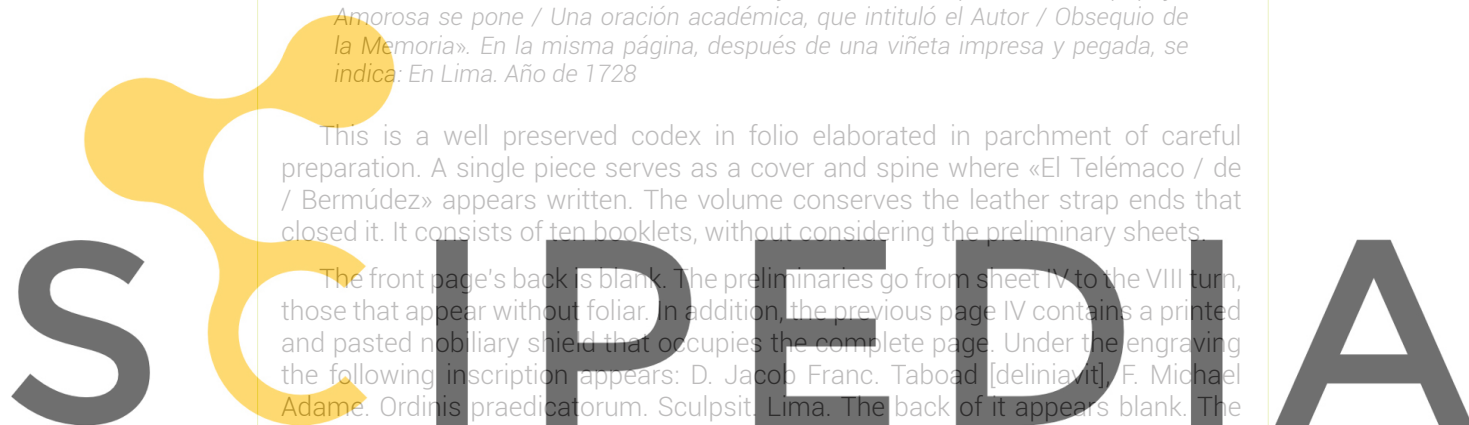 Amorosa se pone / Una oración académica, que intituló el Autor / Obsequio de
la Memoria». En la misma página, después de una viñeta impresa y pegada, se
indica: En Lima. Año de 1728
This is a well preserved codex in folio elaborated in parchment of careful
preparation. A single piece serves as a cover and spine where «El Telémaco / de
/ Bermúdez» appears written. The volume conserves the leather strap ends that
closed it. It consists of ten booklets, without considering the preliminary sheets.
The front page's back is blank. The preliminaries go from sheet IV to the VIII turn,
those that appear without foliar. In addition, the previous page IV contains a printed
and pasted nobiliary shield that occupies the complete page. Under the engraving
the following inscription appears: D. Jacob Franc. Taboad [deliniavit], F. Michael
Adame. Ordinis praedicatorum. Sculpsit. Lima. The back of it appears blank. The
SCIPEDIA